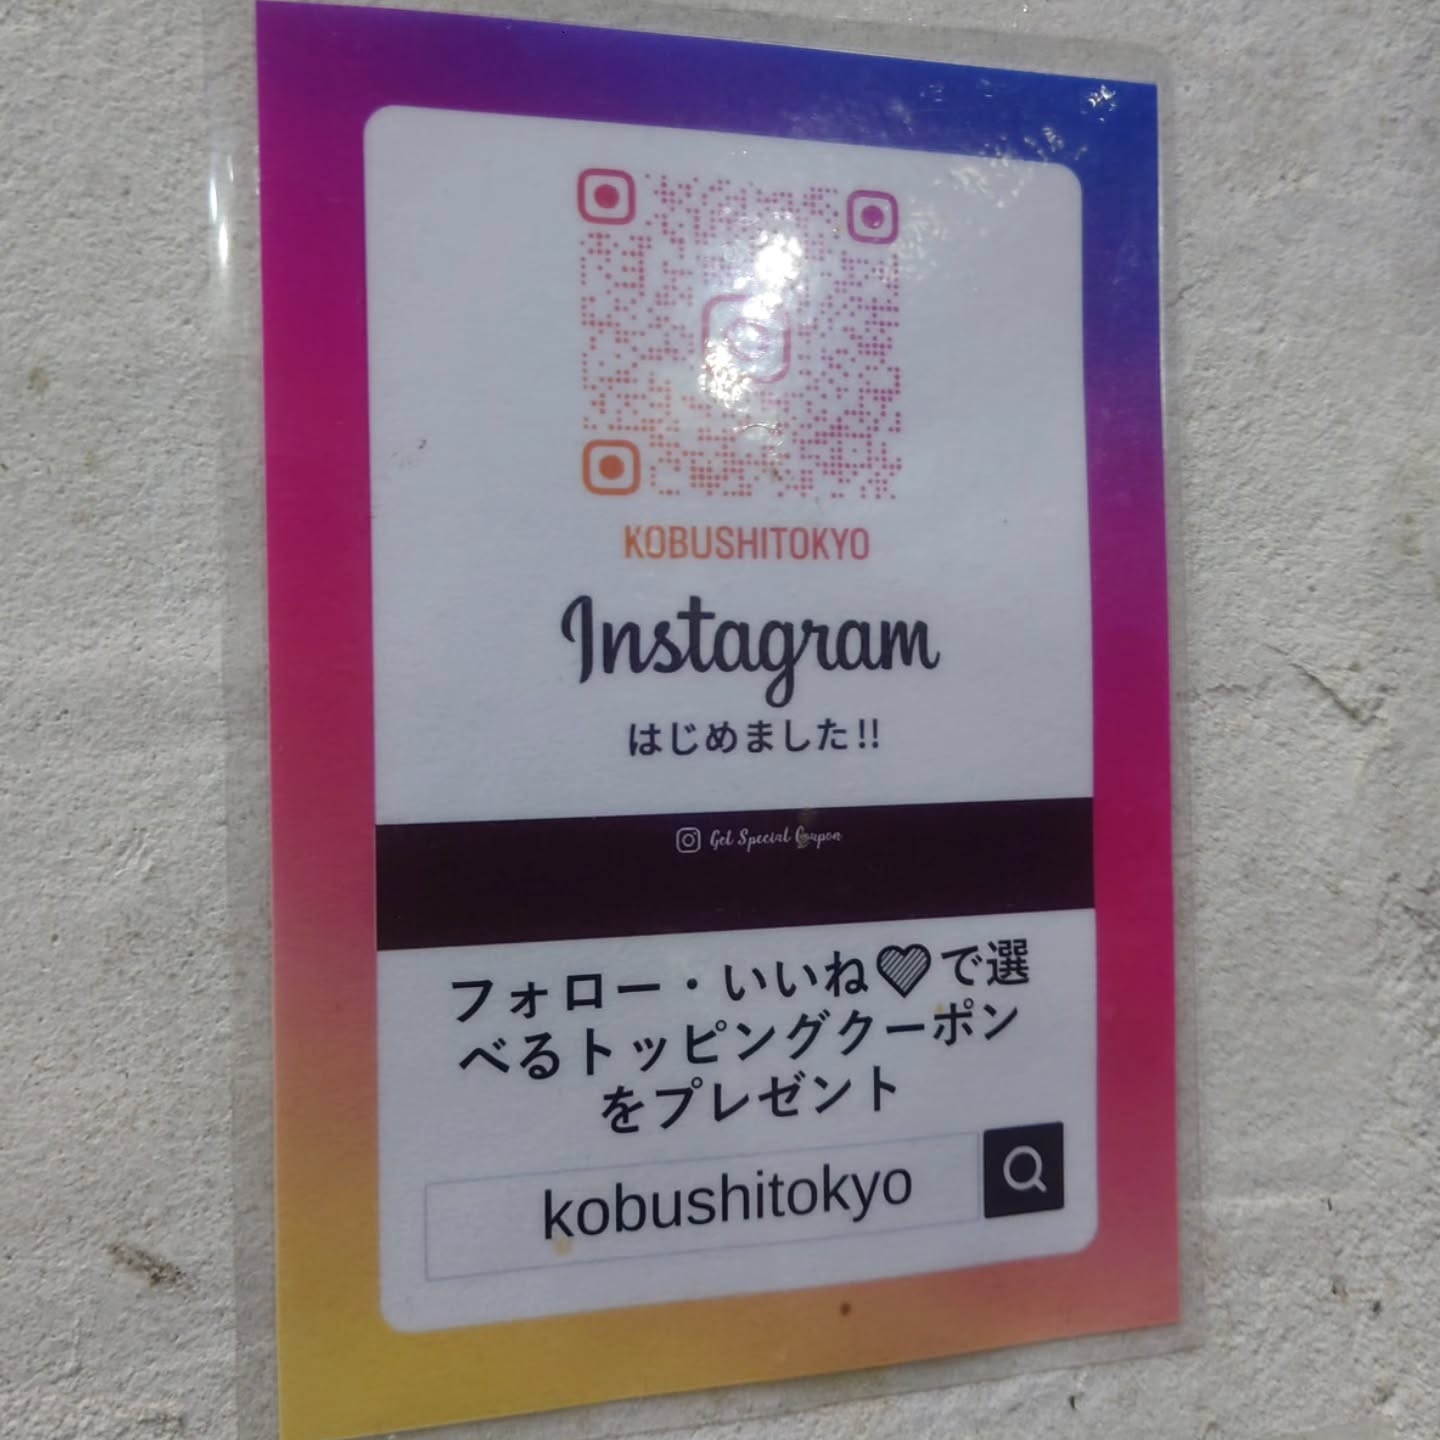 KOBUSHITOKYO
Instagram
はじめました!!
Get Special Coupon
フォロー・いいね♡で選
べるトッピングクーポン
をプレゼント
kobushitokyo